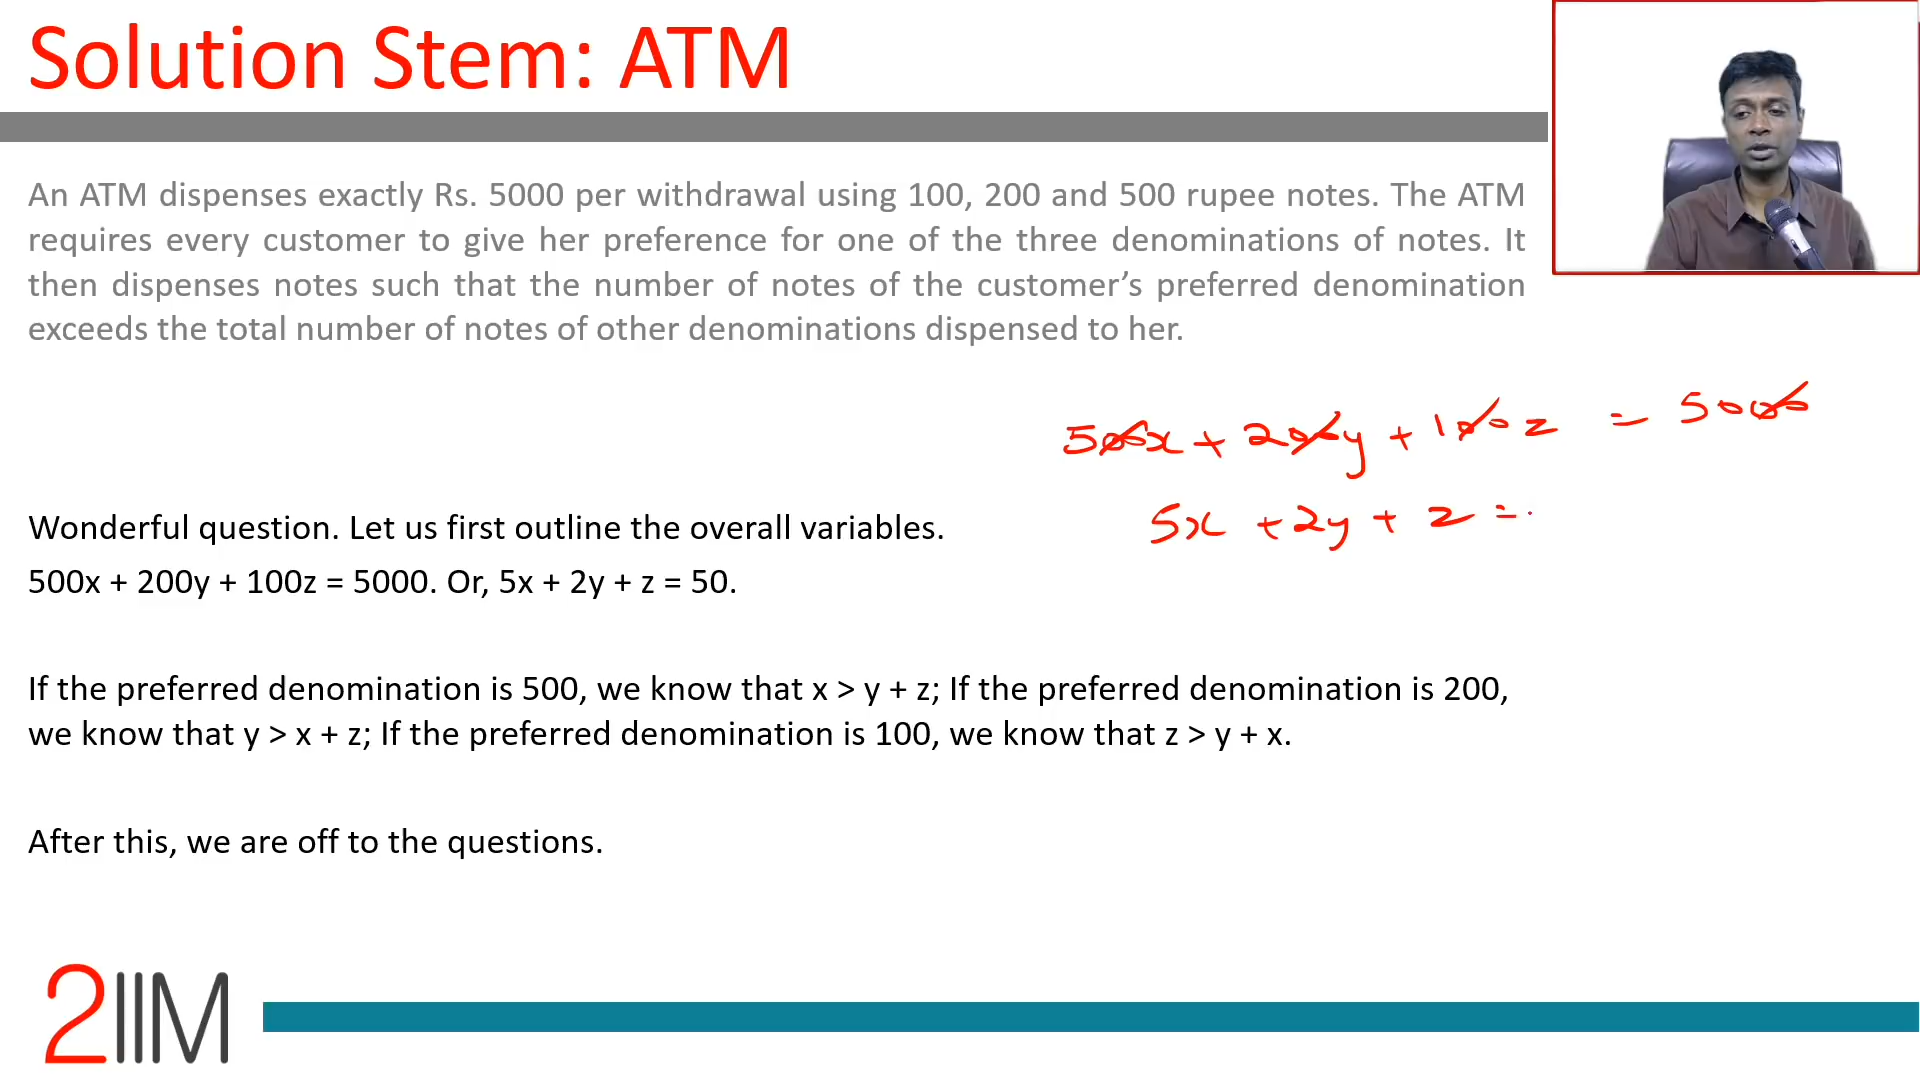 Solution Stem: ATM
An ATM dispenses exactly Rs. 5000 per withdrawal using 100, 200 and 500 rupee notes. The ATM
requires every customer to give her preference for one of the three denominations of notes. It
then dispenses notes such that the number of notes of the customer’s preferred denomination
exceeds the total number of notes of other denominations dispensed to her.
500x + 200y + 100z = 5000
5x + 2y + z =
Wonderful question. Let us first outline the overall variables.
500x + 200y + 100z = 5000. Or, 5x + 2y + z = 50.
If the preferred denomination is 500, we know that x > y + z; If the preferred denomination is 200,
we know that y > x + z; If the preferred denomination is 100, we know that z > y + x.
After this, we are off to the questions.
2IIM